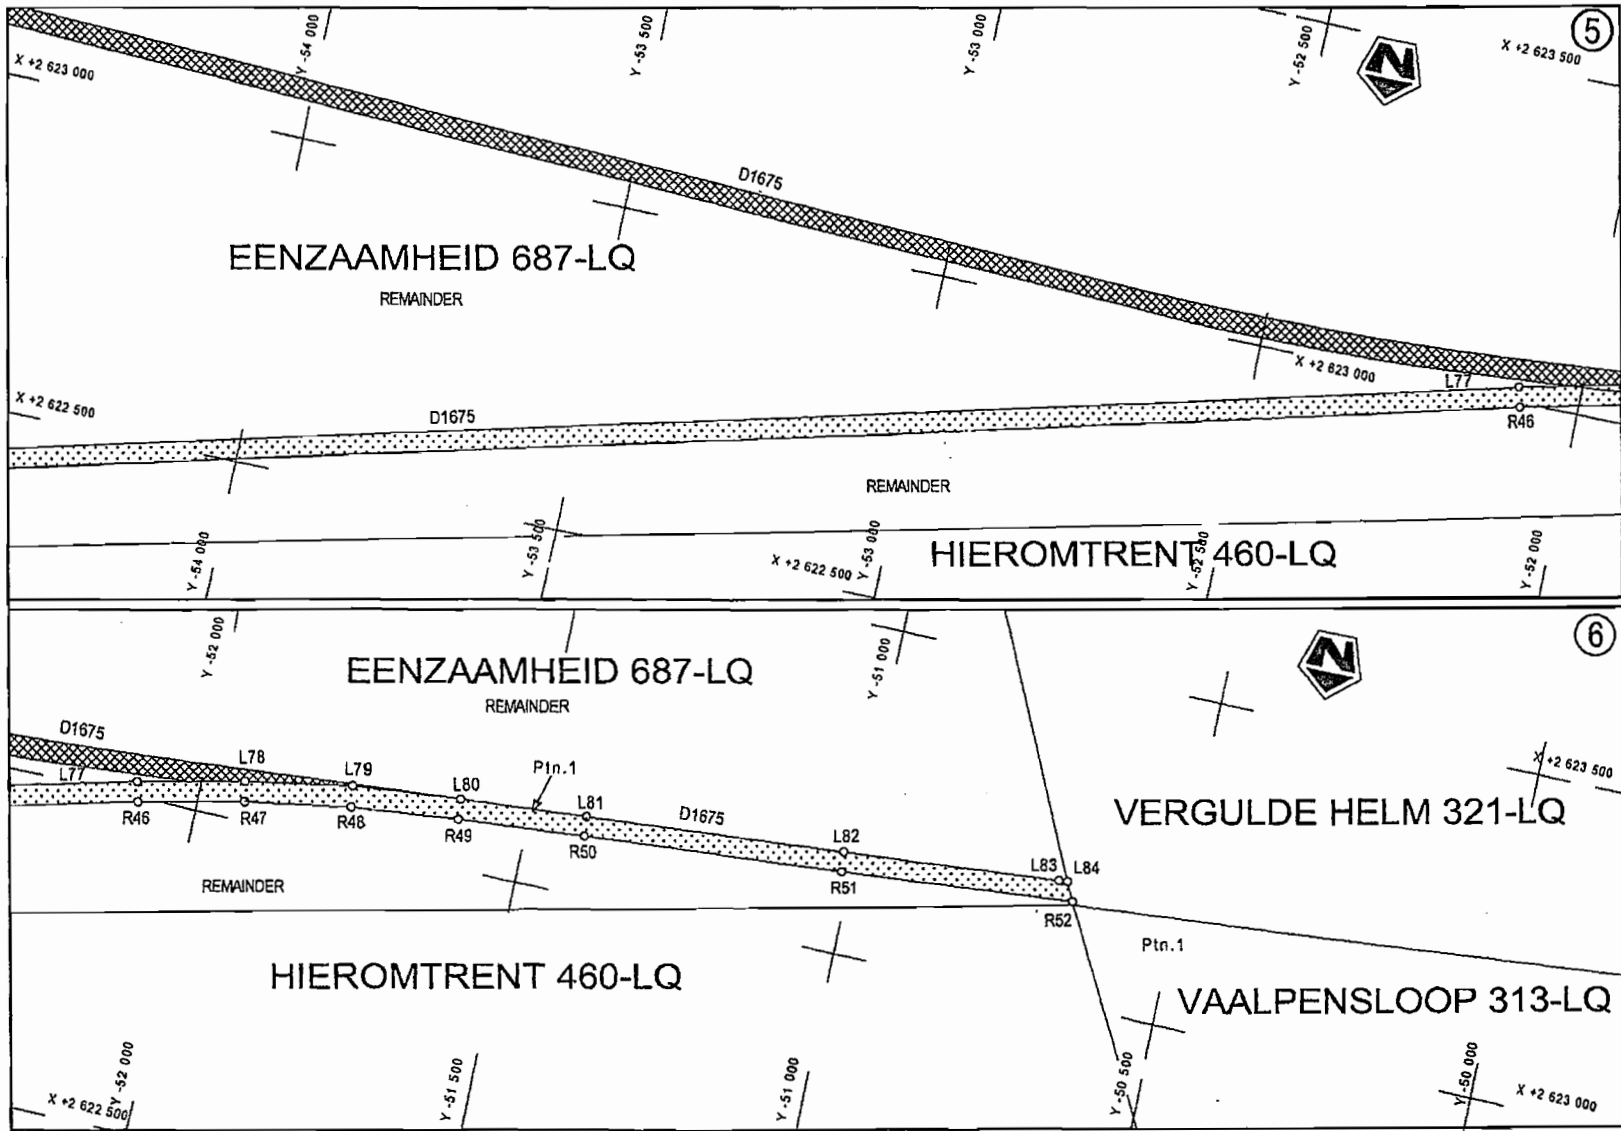 Y -54 000
Y -53 500
Y -53 000
Y -52 500
X +2 623 500
5
N
X +2 623 000
D1675
EENZAAMHEID 687-LQ
REMAINDER
X +2 623 000
L77
X +2 622 500
D1675
R46
REMAINDER
Y -54 000
Y -53 500
X +2 622 500
Y -53 000
HIEROMTRENT 460-LQ
Y -52 500
Y -52 000
Y -52 000
EENZAAMHEID 687-LQ
REMAINDER
Y -51 000
N
6
D1675
L77
L78
L79
L80
Ptn.1
L81
D1675
L82
L83
L84
X +2 623 500
VERGULDE HELM 321-LQ
R46
R47
R48
R49
R50
R51
R52
REMAINDER
Ptn.1
HIEROMTRENT 460-LQ
VAALPENSLOOP 313-LQ
X +2 622 500
Y -52 000
Y -51 500
Y -51 000
Y -50 500
Y -50 000
X +2 623 000